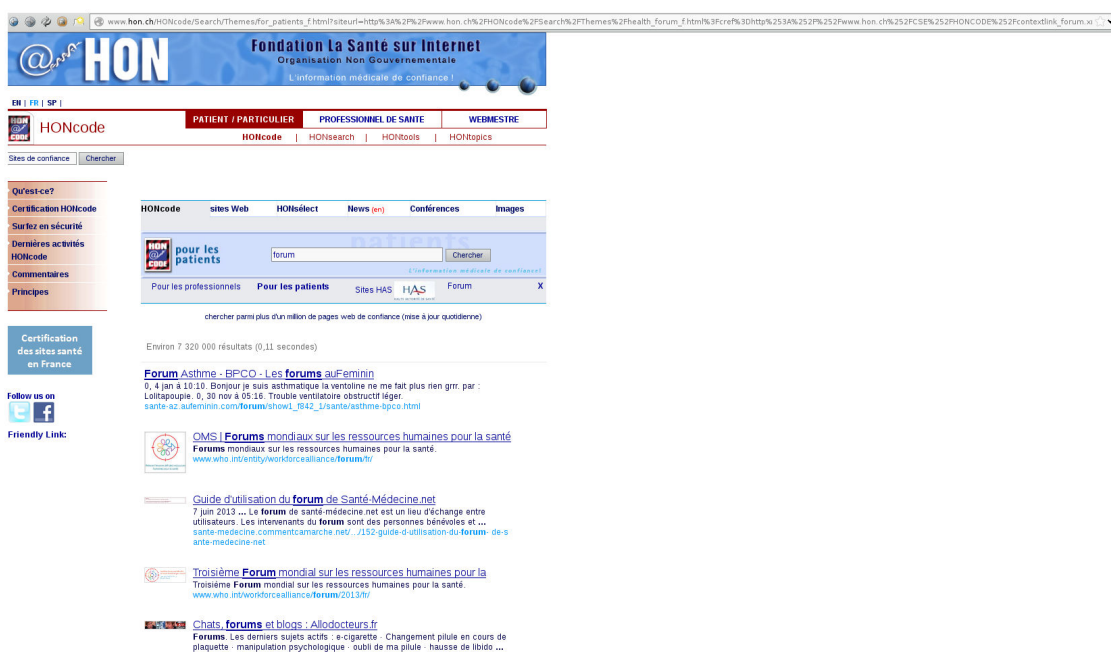 www.hon.ch/HONcode/Search/Themes/for_patients_f.html?siteurl=http%3A%2F%2Fwww.hon.ch%2FHONcode%2FSearch%2FThemes%2Fhealth_forum_f.html%3Fcref%3Dhttp%253A%252F%252Fwww.hon.ch%252FCSE%252FHONCODE%252Fcontextlink_forum.x
@ HON
Fondation La Santé sur Internet
Organisation Non Gouvernementale
L'information médicale de confiance !
EN | FR | SP |
HON @/ CODE
HONcode
PATIENT / PARTICULIER
PROFESSIONNEL DE SANTE
WEBMESTRE
HONcode | HONsearch | HONtools | HONtopics
Sites de confiance
Chercher
Qu'est-ce?
Certification HONcode
Surfez en sécurité
Dernières activités
HONcode
Commentaires
Principes
Certification
des sites santé
en France
Follow us on
Friendly Link:
HONcode sites Web HONsélect News (en) Conférences Images
patients
HON @/ CODE
pour les
patients
forum
Chercher
L'information médicale de confiance!
Pour les professionnels Pour les patients Sites HAS HAS Forum X
chercher parmi plus d'un million de pages web de confiance (mise à jour quotidienne)
Environ 7 320 000 résultats (0,11 secondes)
Forum Asthme - BPCO - Les forums auFeminin
0, 4 jan à 10:10. Bonjour je suis asthmatique la ventoline ne me fait plus rien grrr. par :
Lolitapoupie. 0, 30 nov à 05:16. Trouble ventilatoire obstructif léger.
sante-az.aufeminin.com/forum/show1_f842_1/sante/asthme-bpco.html
OMS | Forums mondiaux sur les ressources humaines pour la santé
Forums mondiaux sur les ressources humaines pour la santé.
www.who.int/entity/workforcealliance/forum/fr/
Guide d'utilisation du forum de Santé-Médecine.net
7 juin 2013 ... Le forum de santé-médecine.net est un lieu d'échange entre
utilisateurs. Les intervenants du forum sont des personnes bénévoles et ...
sante-medecine.commentcamarche.net/.../152-guide-d-utilisation-du-forum- de-s
ante-medecine-net
Troisième Forum mondial sur les ressources humaines pour la
Troisiéme Forum mondial sur les ressources humaines pour la santé.
www.who.int/workforcealliance/forum/2013/fr/
Chats, forums et blogs : Allodocteurs.fr
Forums. Les derniers sujets actifs : e-cigarette · Changement pilule en cours de
plaquette · manipulation psychologique · oubli de ma pilule · hausse de libido ...